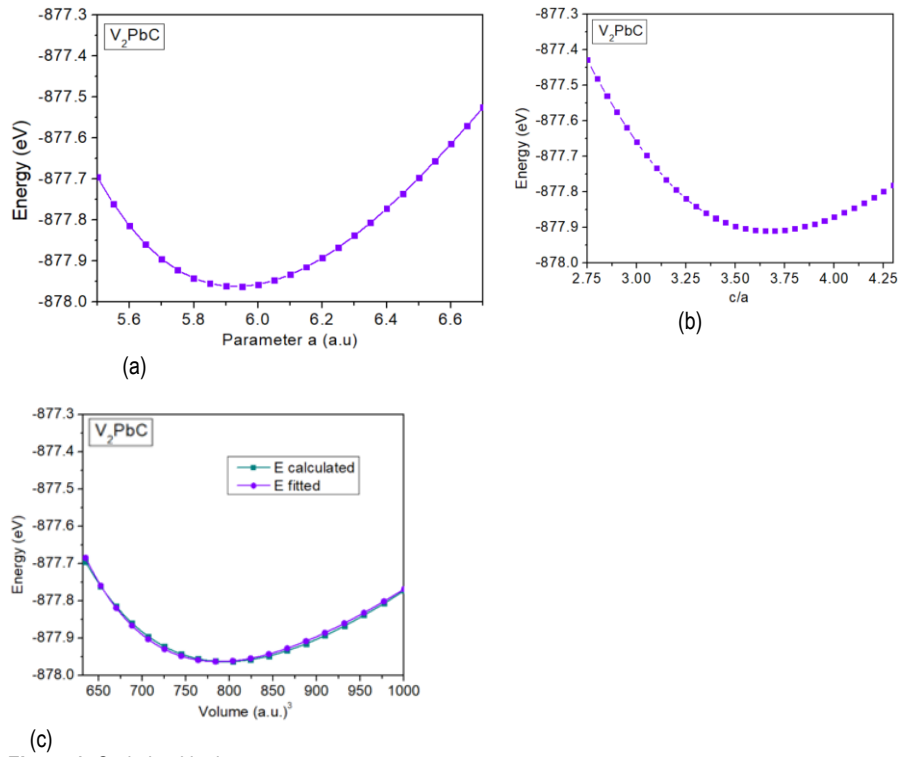 V₂PbC
Energy (eV)
-877.3
-877.4
-877.5
-877.6
-877.7
-877.8
-877.9
-878.0
5.6 5.8 6.0 6.2 6.4 6.6
Parameter a (a.u)
(a)
V₂PbC
Energy (eV)
-877.3
-877.4
-877.5
-877.6
-877.7
-877.8
-877.9
-878.0
2.75 3.00 3.25 3.50 3.75 4.00 4.25
c/a
(b)
V₂PbC
E calculated
E fitted
Energy (eV)
-877.3
-877.4
-877.5
-877.6
-877.7
-877.8
-877.9
-878.0
650 700 750 800 850 900 950 1000
Volume (a.u.)³
(c)